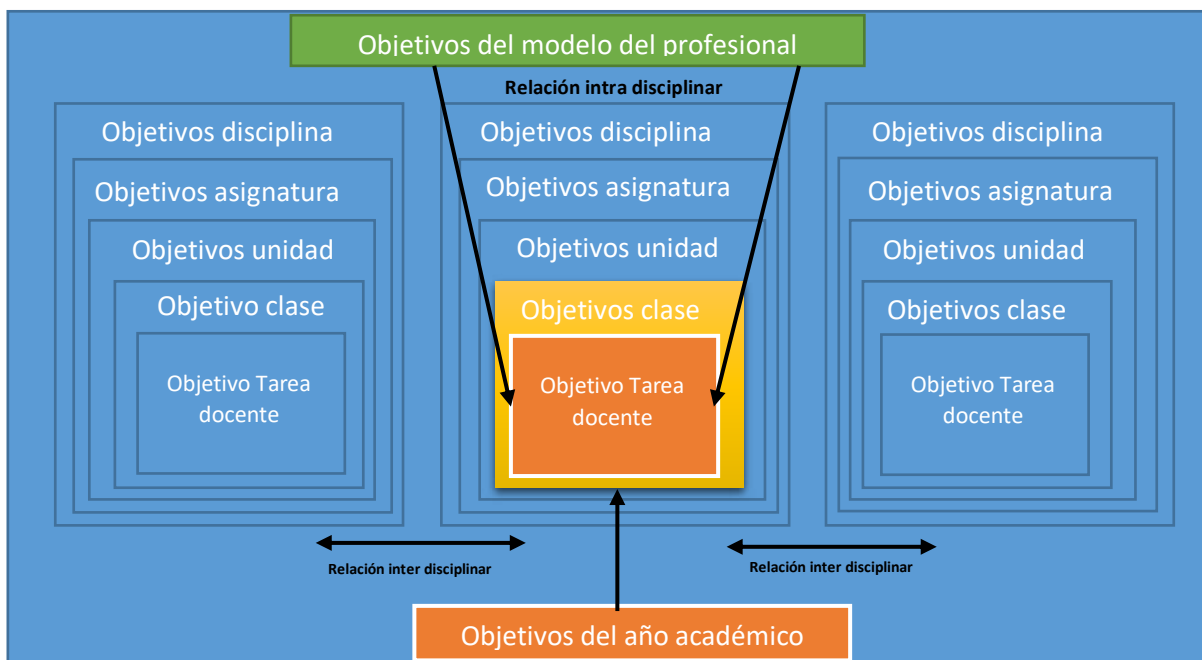 Objetivos del modelo del profesional
Relación intra disciplinar
Objetivos disciplina
Objetivos asignatura
Objetivos unidad
Objetivo clase
Objetivo Tarea
docente
Objetivos disciplina
Objetivos asignatura
Objetivos unidad
Objetivos clase
Objetivo Tarea
docente
Objetivos disciplina
Objetivos asignatura
Objetivos unidad
Objetivos clase
Objetivo Tarea
docente
Relación inter disciplinar
Relación inter disciplinar
Objetivos del año académico